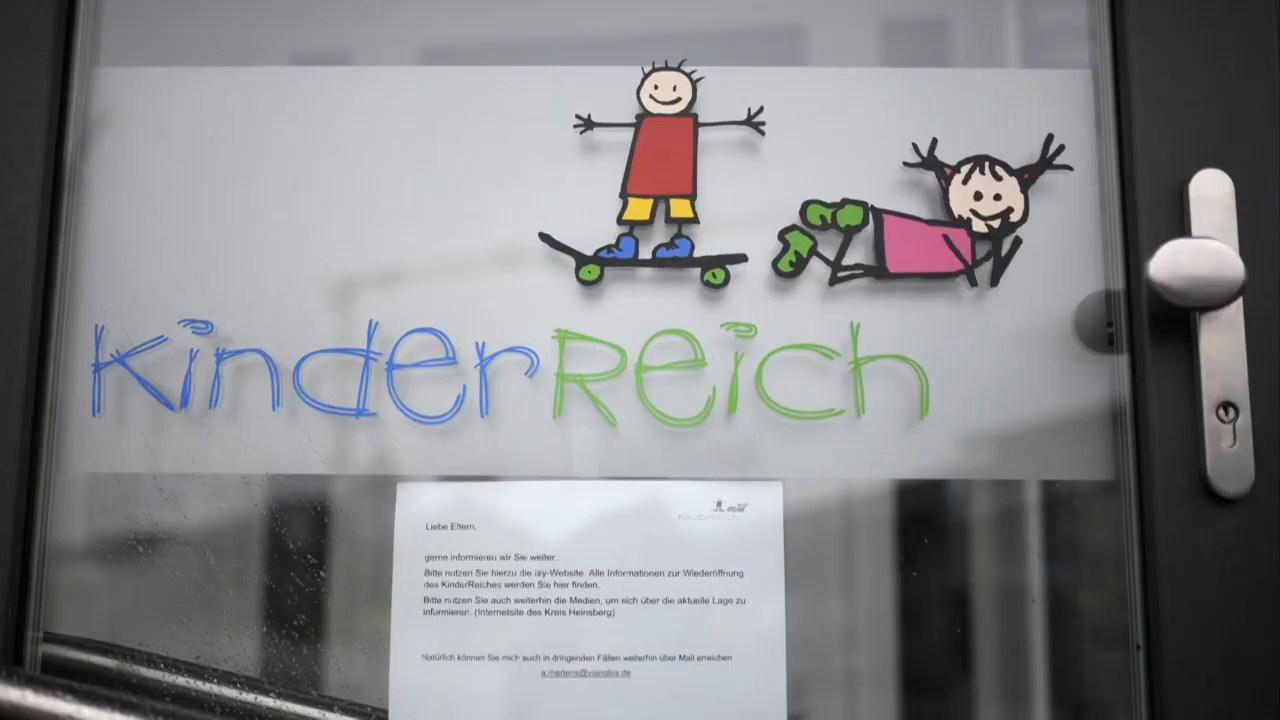 KinderReich
KinderReich
Liebe Eltern,
gerne informieren wir Sie weiter.
Bitte nutzen Sie hierzu die isy-Website. Alle Informationen zur Wiederöffnung
des KinderReiches werden Sie hier finden.
Bitte nutzen Sie auch weiterhin die Medien, um sich über die aktuelle Lage zu
informieren. (Internetsite des Kreis Heinsberg)
Natürlich können Sie mich auch in dringenden Fällen weiterhin über Mail erreichen
a.mertens@vianobis.de